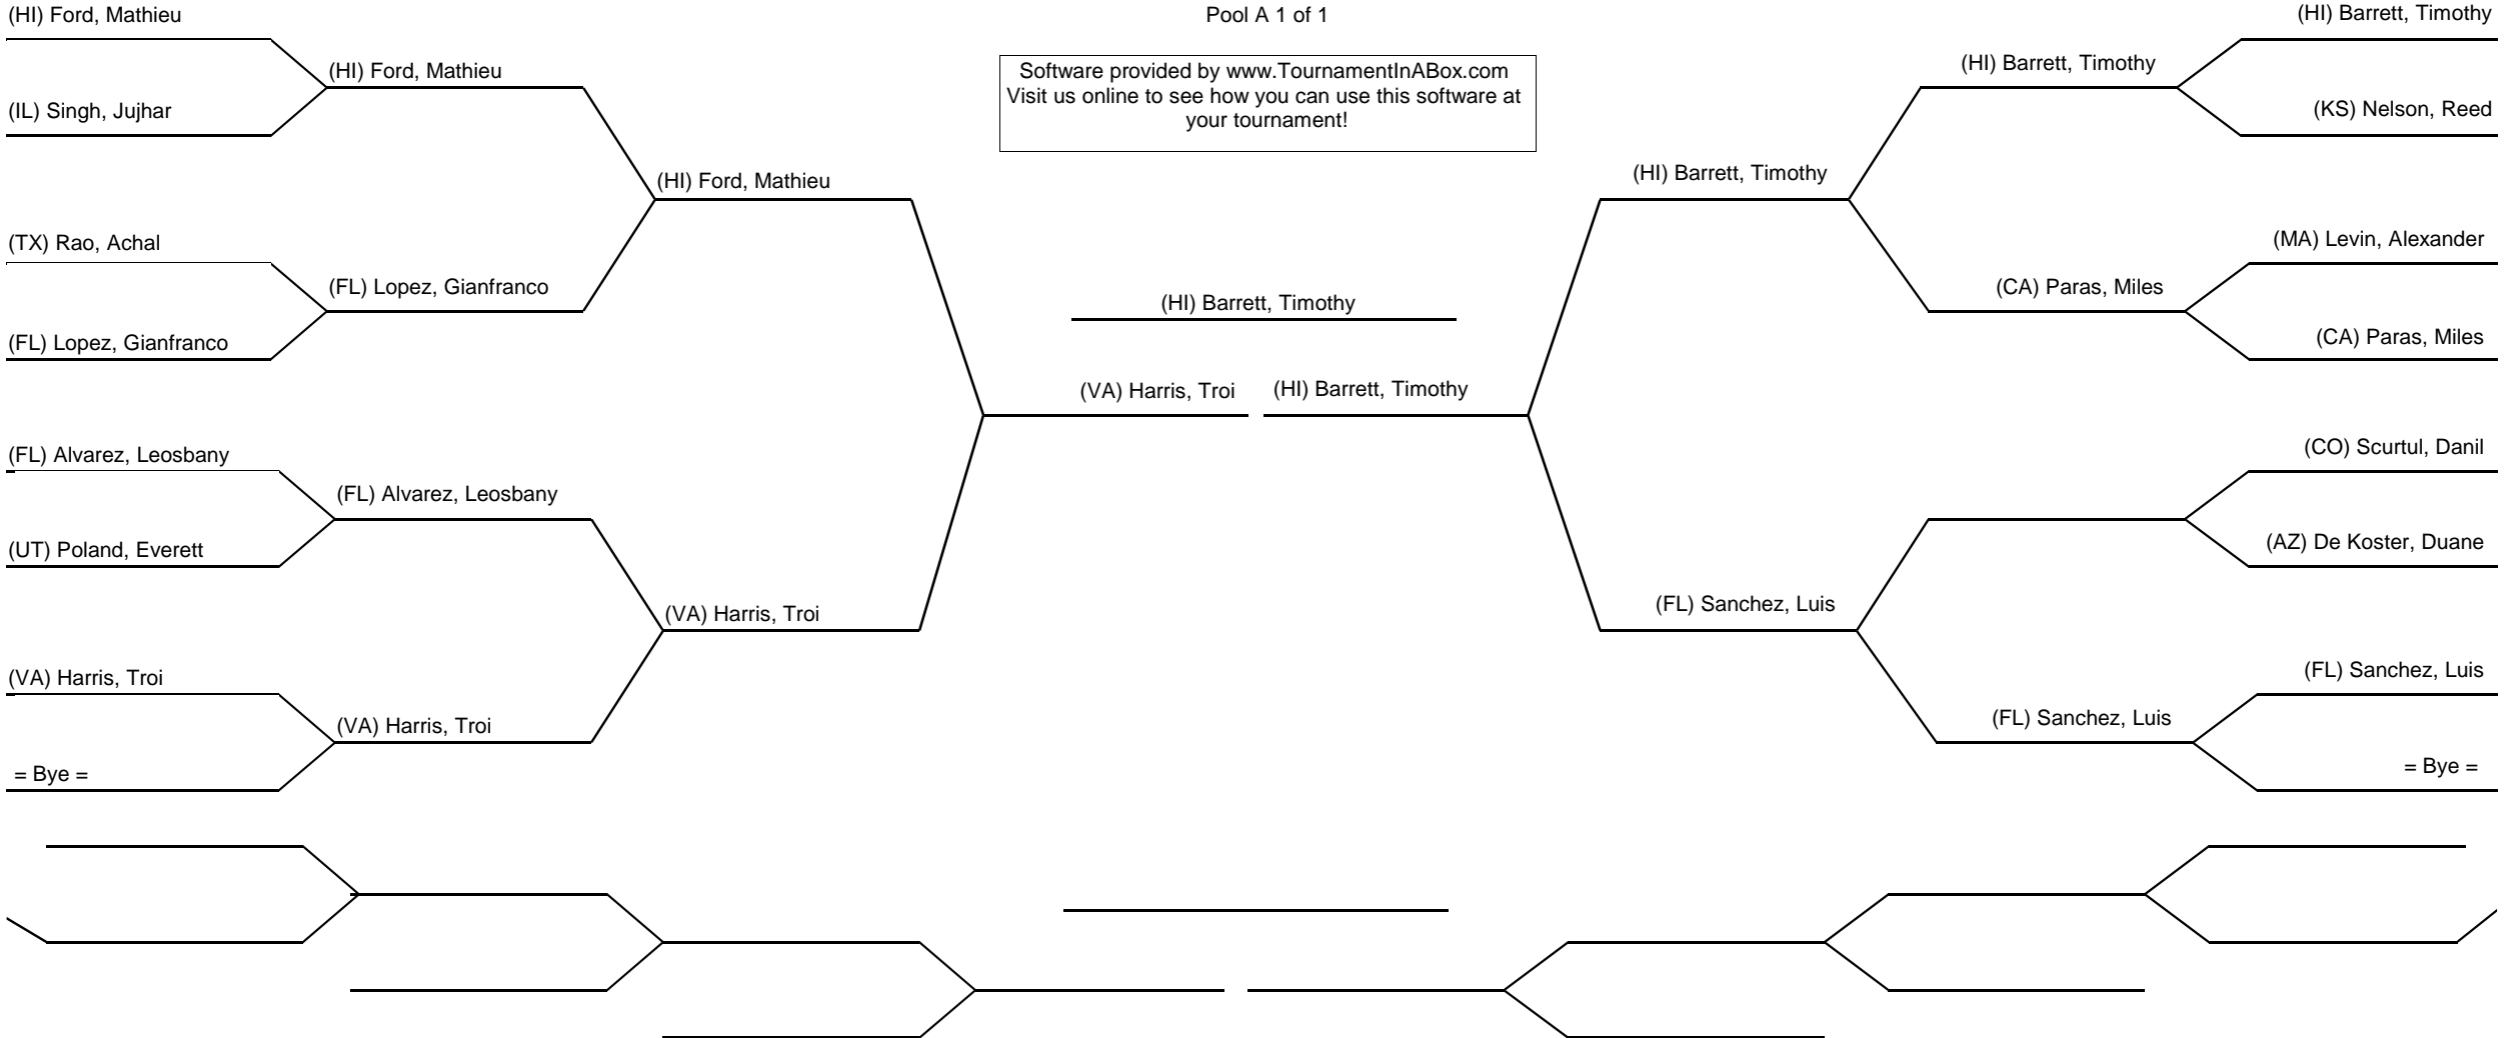 (HI) Ford, Mathieu
Pool A 1 of 1
(HI) Barrett, Timothy
Software provided by www.TournamentInABox.com
Visit us online to see how you can use this software at
your tournament!
(HI) Ford, Mathieu
(HI) Barrett, Timothy
(IL) Singh, Jujhar
(KS) Nelson, Reed
(HI) Ford, Mathieu
(HI) Barrett, Timothy
(TX) Rao, Achal
(MA) Levin, Alexander
(FL) Lopez, Gianfranco
(CA) Paras, Miles
(HI) Barrett, Timothy
(FL) Lopez, Gianfranco
(CA) Paras, Miles
(VA) Harris, Troi
(HI) Barrett, Timothy
(FL) Alvarez, Leosbany
(CO) Scurtul, Danil
(FL) Alvarez, Leosbany
(UT) Poland, Everett
(AZ) De Koster, Duane
(VA) Harris, Troi
(FL) Sanchez, Luis
(VA) Harris, Troi
(FL) Sanchez, Luis
(VA) Harris, Troi
(FL) Sanchez, Luis
= Bye =
= Bye =